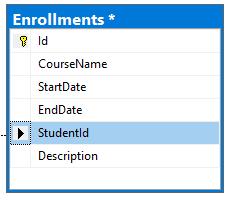 Enrollments *
Id
CourseName
StartDate
EndDate
StudentId
Description